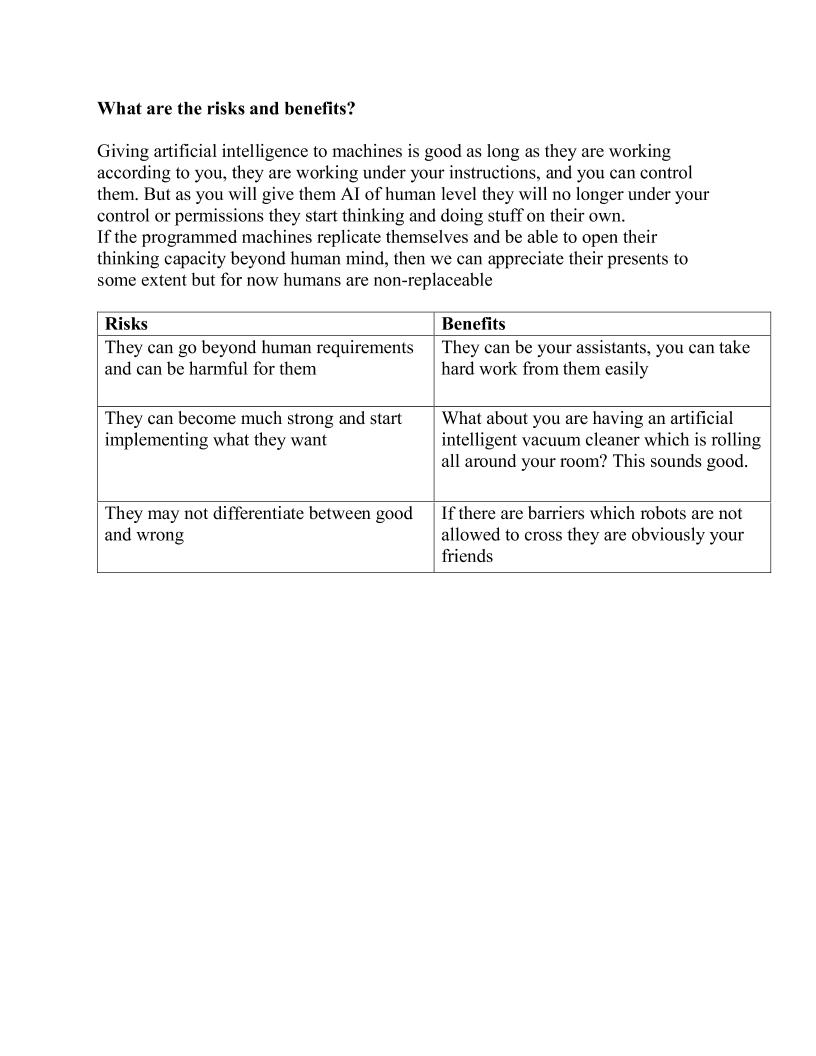 What are the risks and benefits?
Giving artificial intelligence to machines is good as long as they are working
according to you, they are working under your instructions, and you can control
them. But as you will give them AI of human level they will no longer under your
control or permissions they start thinking and doing stuff on their own.
If the programmed machines replicate themselves and be able to open their
thinking capacity beyond human mind, then we can appreciate their presents to
some extent but for now humans are non-replaceable
Risks
Benefits
They can go beyond human requirements
and can be harmful for them
They can be your assistants, you can take
hard work from them easily
They can become much strong and start
implementing what they want
What about you are having an artificial
intelligent vacuum cleaner which is rolling
all around your room? This sounds good.
They may not differentiate between good
and wrong
If there are barriers which robots are not
allowed to cross they are obviously your
friends